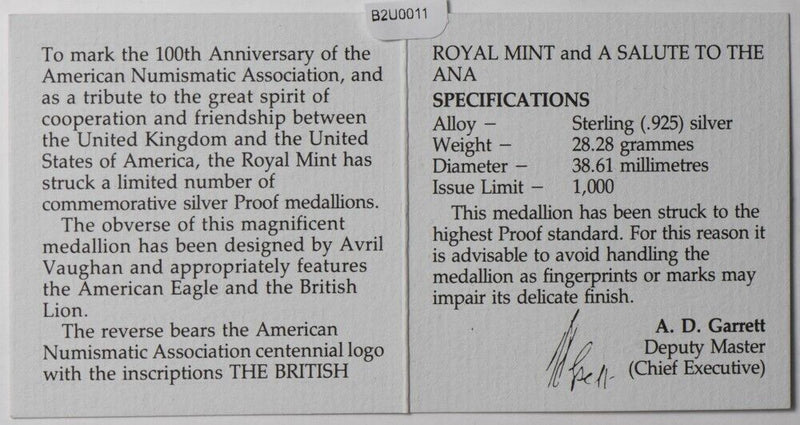 B2U0011
To mark the 100th Anniversary of the
American Numismatic Association, and
as a tribute to the great spirit of
cooperation and friendship between
the United Kingdom and the United
States of America, the Royal Mint has
struck a limited number of
commemorative silver Proof medallions.
The obverse of this magnificent
medallion has been designed by Avril
Vaughan and appropriately features
the American Eagle and the British
Lion.
The reverse bears the American
Numismatic Association centennial logo
with the inscriptions THE BRITISH
ROYAL MINT and A SALUTE TO THE
ANA
SPECIFICATIONS
Alloy – Sterling (.925) silver
Weight – 28.28 grammes
Diameter – 38.61 millimetres
Issue Limit – 1,000
This medallion has been struck to the
highest Proof standard. For this reason it
is advisable to avoid handling the
medallion as fingerprints or marks may
impair its delicate finish.
A. D. Garrett
Deputy Master
(Chief Executive)